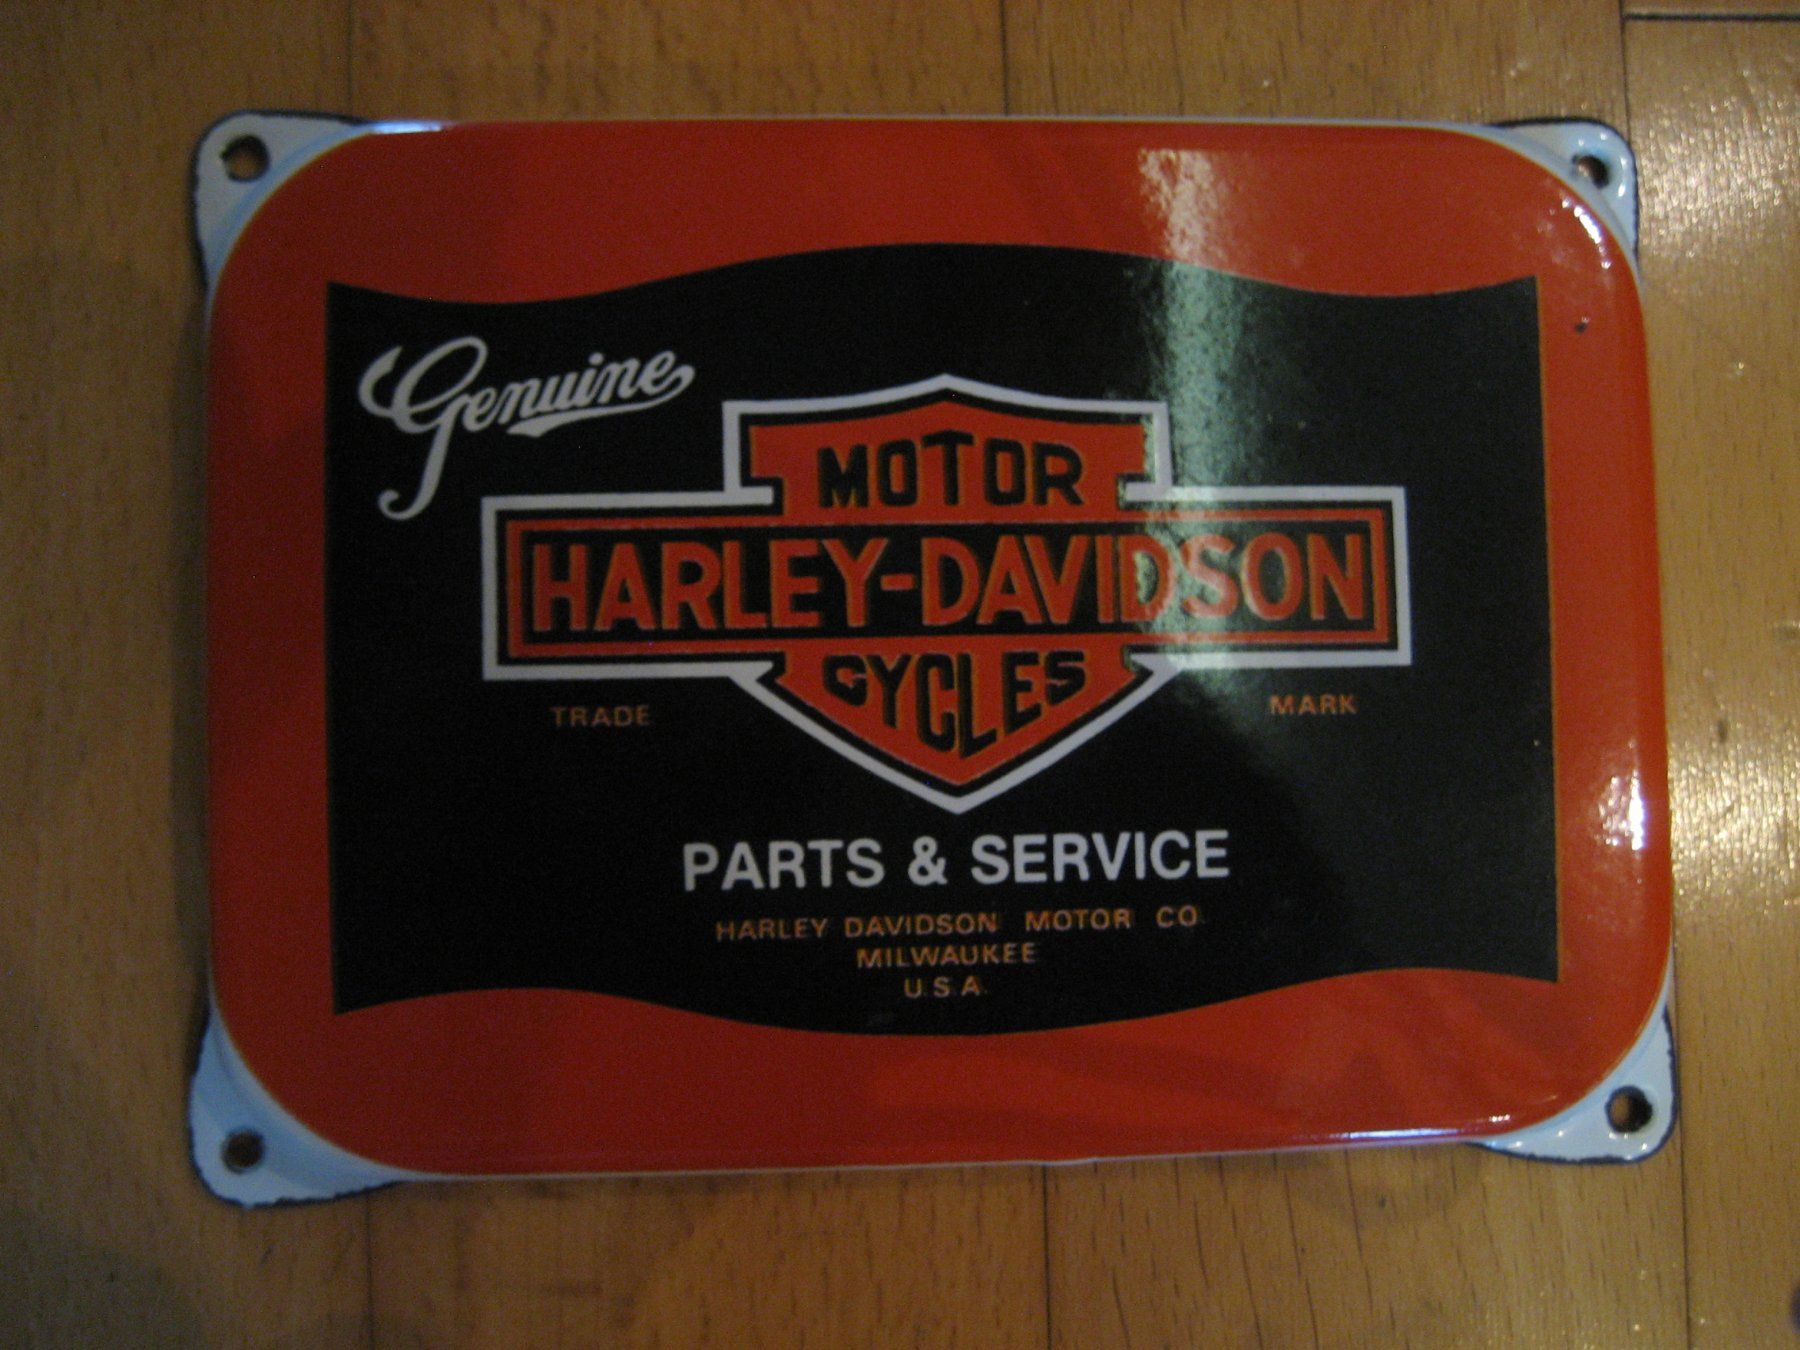 Genuine
MOTOR
HARLEY-DAVIDSON
CYCLES
TRADE MARK
PARTS & SERVICE
HARLEY DAVIDSON MOTOR CO.
MILWAUKEE
U.S.A.